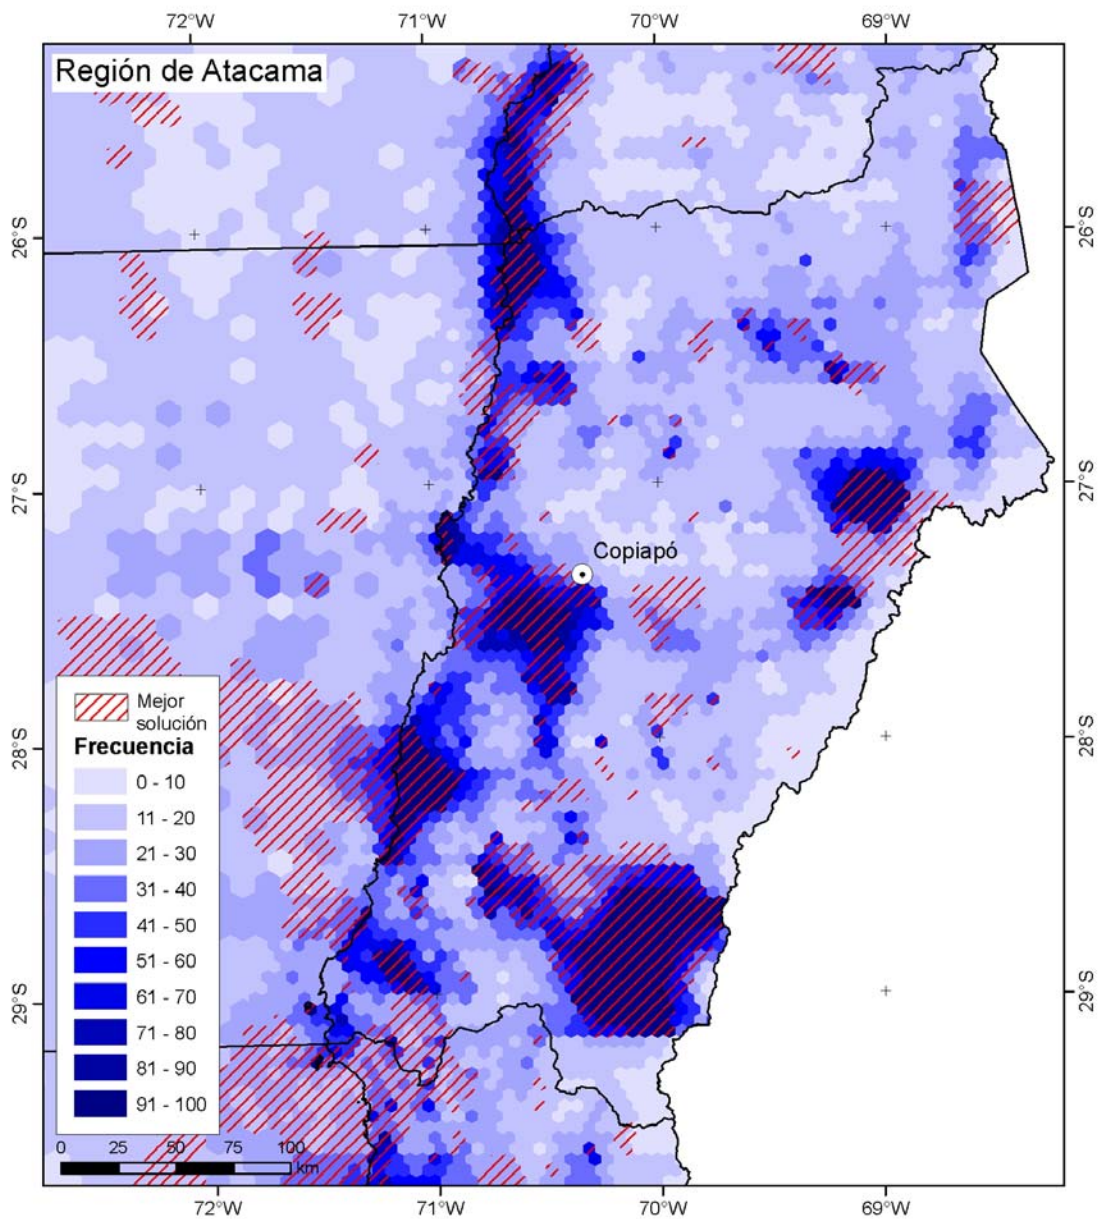 72°W 71°W 70°W 69°W
Región de Atacama
26°S 26°S
27°S 27°S
Copiapó
28°S 28°S
29°S 29°S
Mejor
solución
Frecuencia
0 - 10
11 - 20
21 - 30
31 - 40
41 - 50
51 - 60
61 - 70
71 - 80
81 - 90
91 - 100
0 25 50 75 100
km
72°W 71°W 70°W 69°W